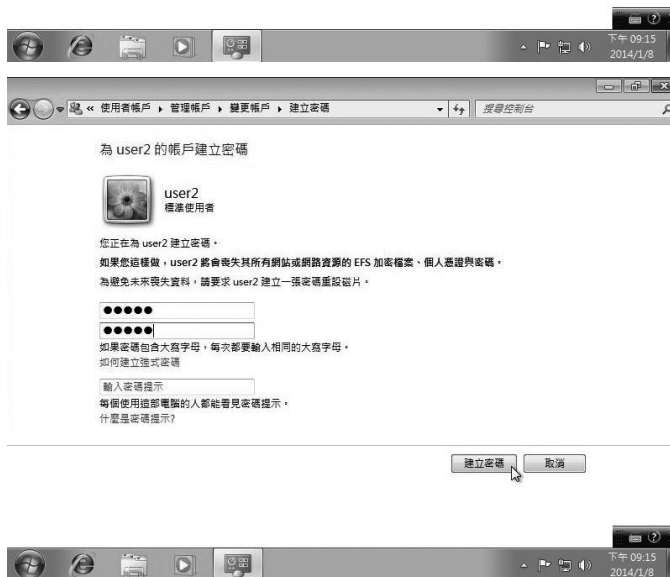 下午 09:15
2014/1/8
« 使用者帳戶 ▸ 管理帳戶 ▸ 變更帳戶 ▸ 建立密碼
搜尋控制台
為 user2 的帳戶建立密碼
user2
標準使用者
您正在為 user2 建立密碼。
如果您這樣做，user2 將會喪失其所有網站或網路資源的 EFS 加密檔案、個人憑證與密碼。
為避免未來喪失資料，請要求 user2 建立一張密碼重設磁片。
●●●●●
●●●●●
如果密碼包含大寫字母，每次都要輸入相同的大寫字母。
如何建立強式密碼
輸入密碼提示
每個使用這部電腦的人都能看見密碼提示。
什麼是密碼提示?
建立密碼
取消
下午 09:15
2014/1/8